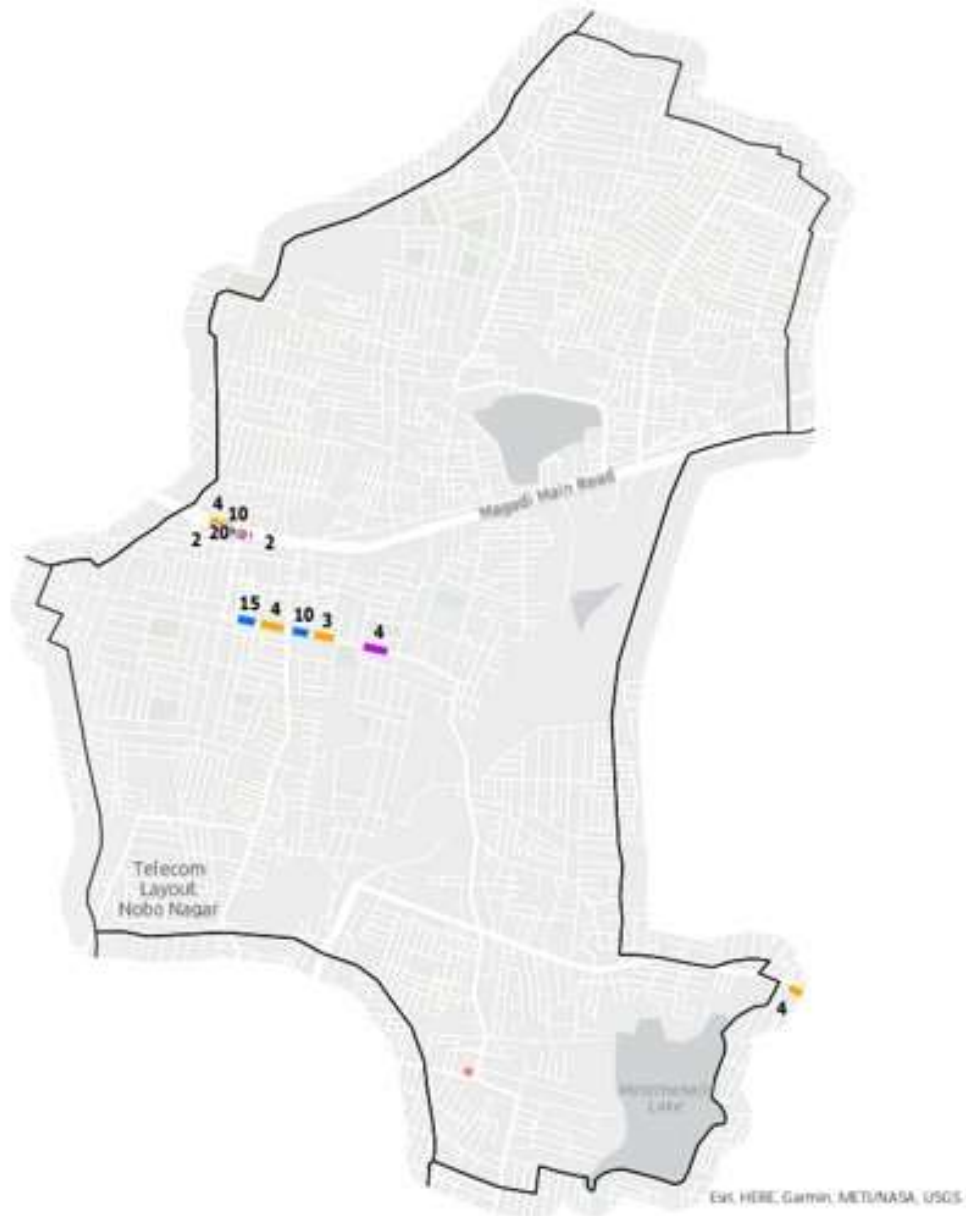 Magadi Main Road
4
10
2 20 2
15 4 10 3 4
Telecom
Layout
Nobo Nagar
4
Lake
Esri, HERE, Garmin, METI/NASA, USGS